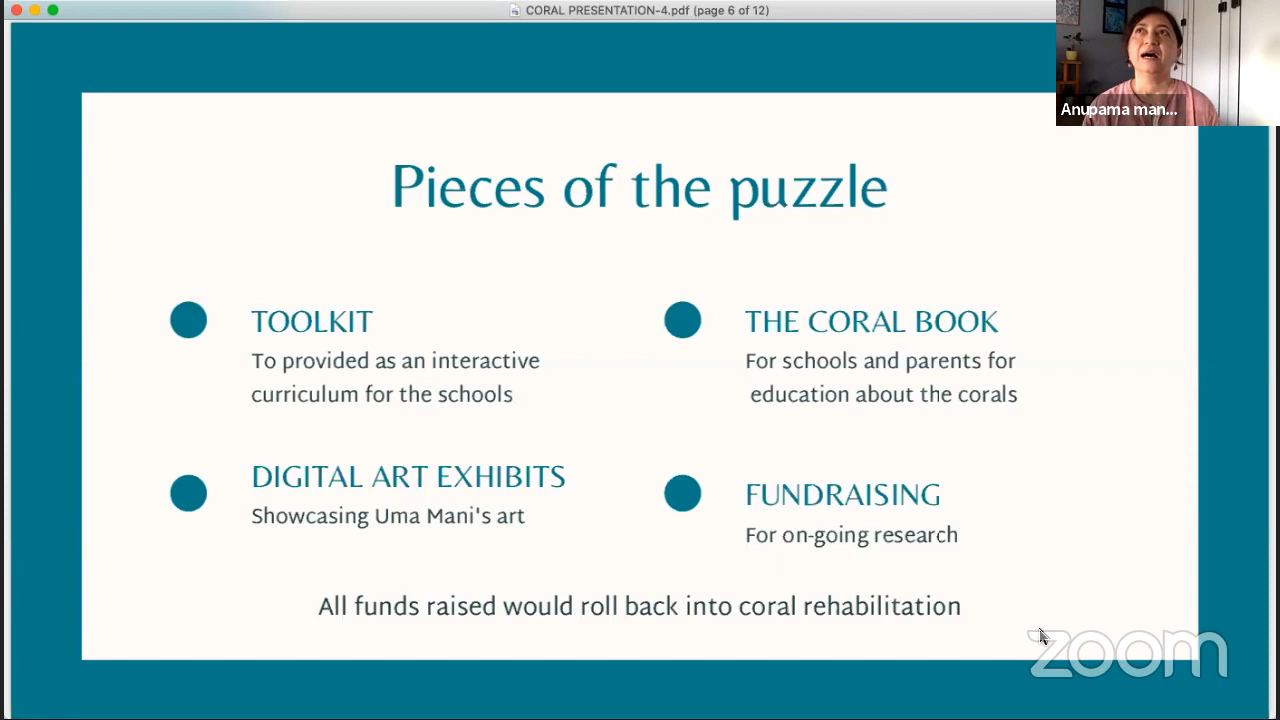 CORAL PRESENTATION-4.pdf (page 6 of 12)
Anupama man...
Pieces of the puzzle
TOOLKIT
To provided as an interactive
curriculum for the schools
THE CORAL BOOK
For schools and parents for
education about the corals
DIGITAL ART EXHIBITS
Showcasing Uma Mani's art
FUNDRAISING
For on-going research
All funds raised would roll back into coral rehabilitation
zoom